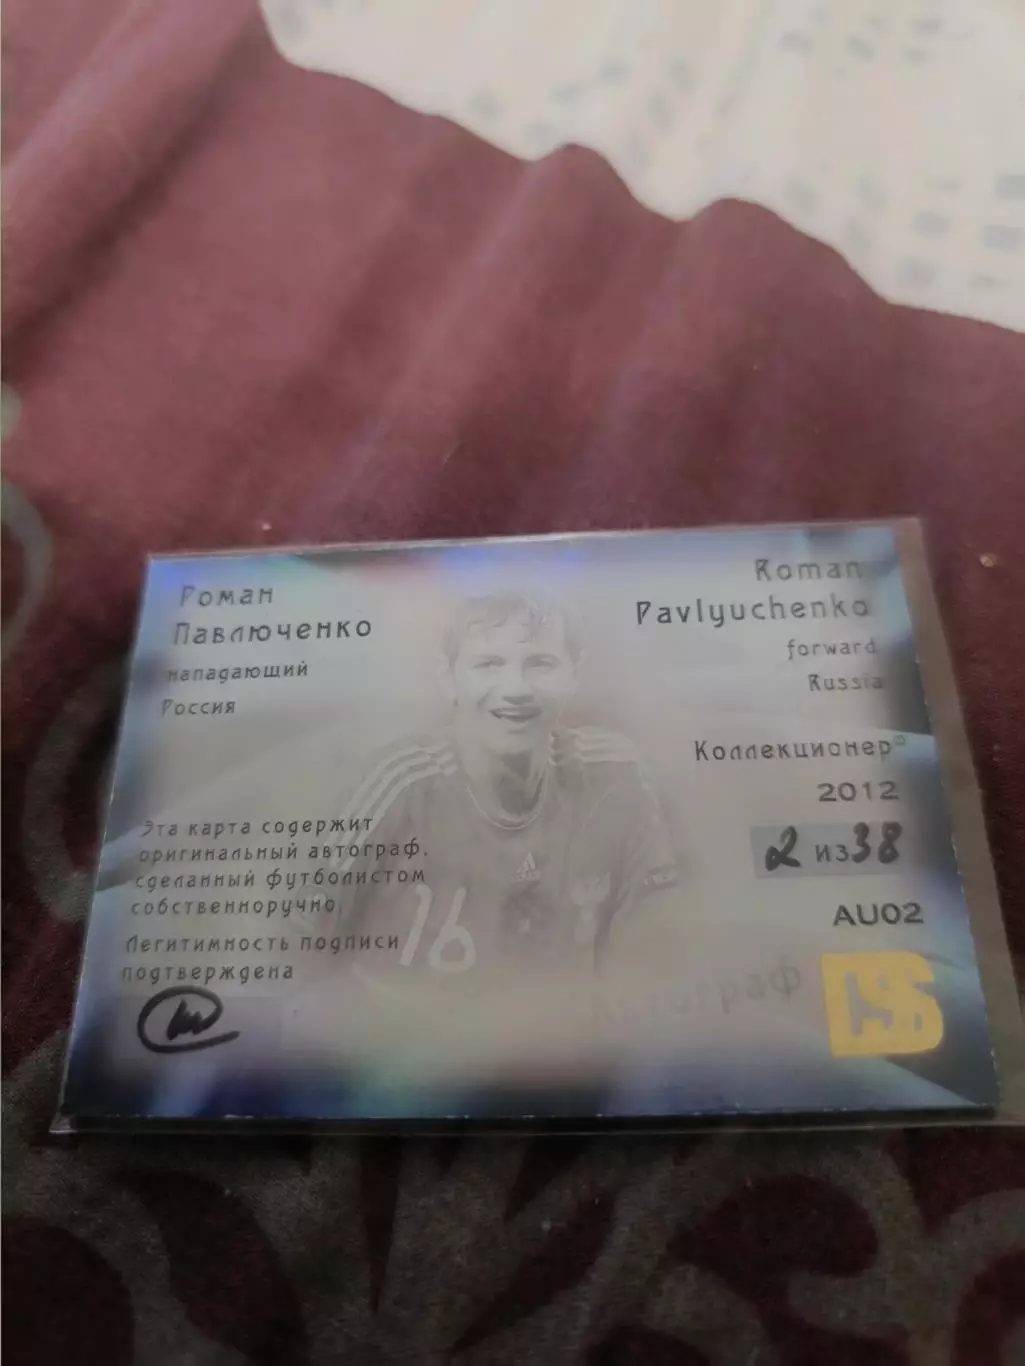 Роман
Павлюченко
нападающий
Россия
Roman
Pavlyuchenko
forward
Russia
Коллекционер®
2012
2 из 38
AU02
Эта карта содержит
оригинальный автограф,
сделанный футболистом
собственноручно.
Легитимность подписи
подтверждена
16
Автограф